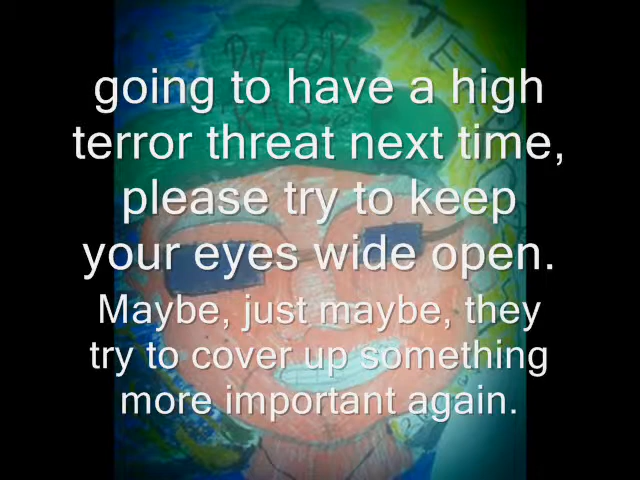 going to have a high
terror threat next time,
please try to keep
your eyes wide open.
Maybe, just maybe, they
try to cover up something
more important again.